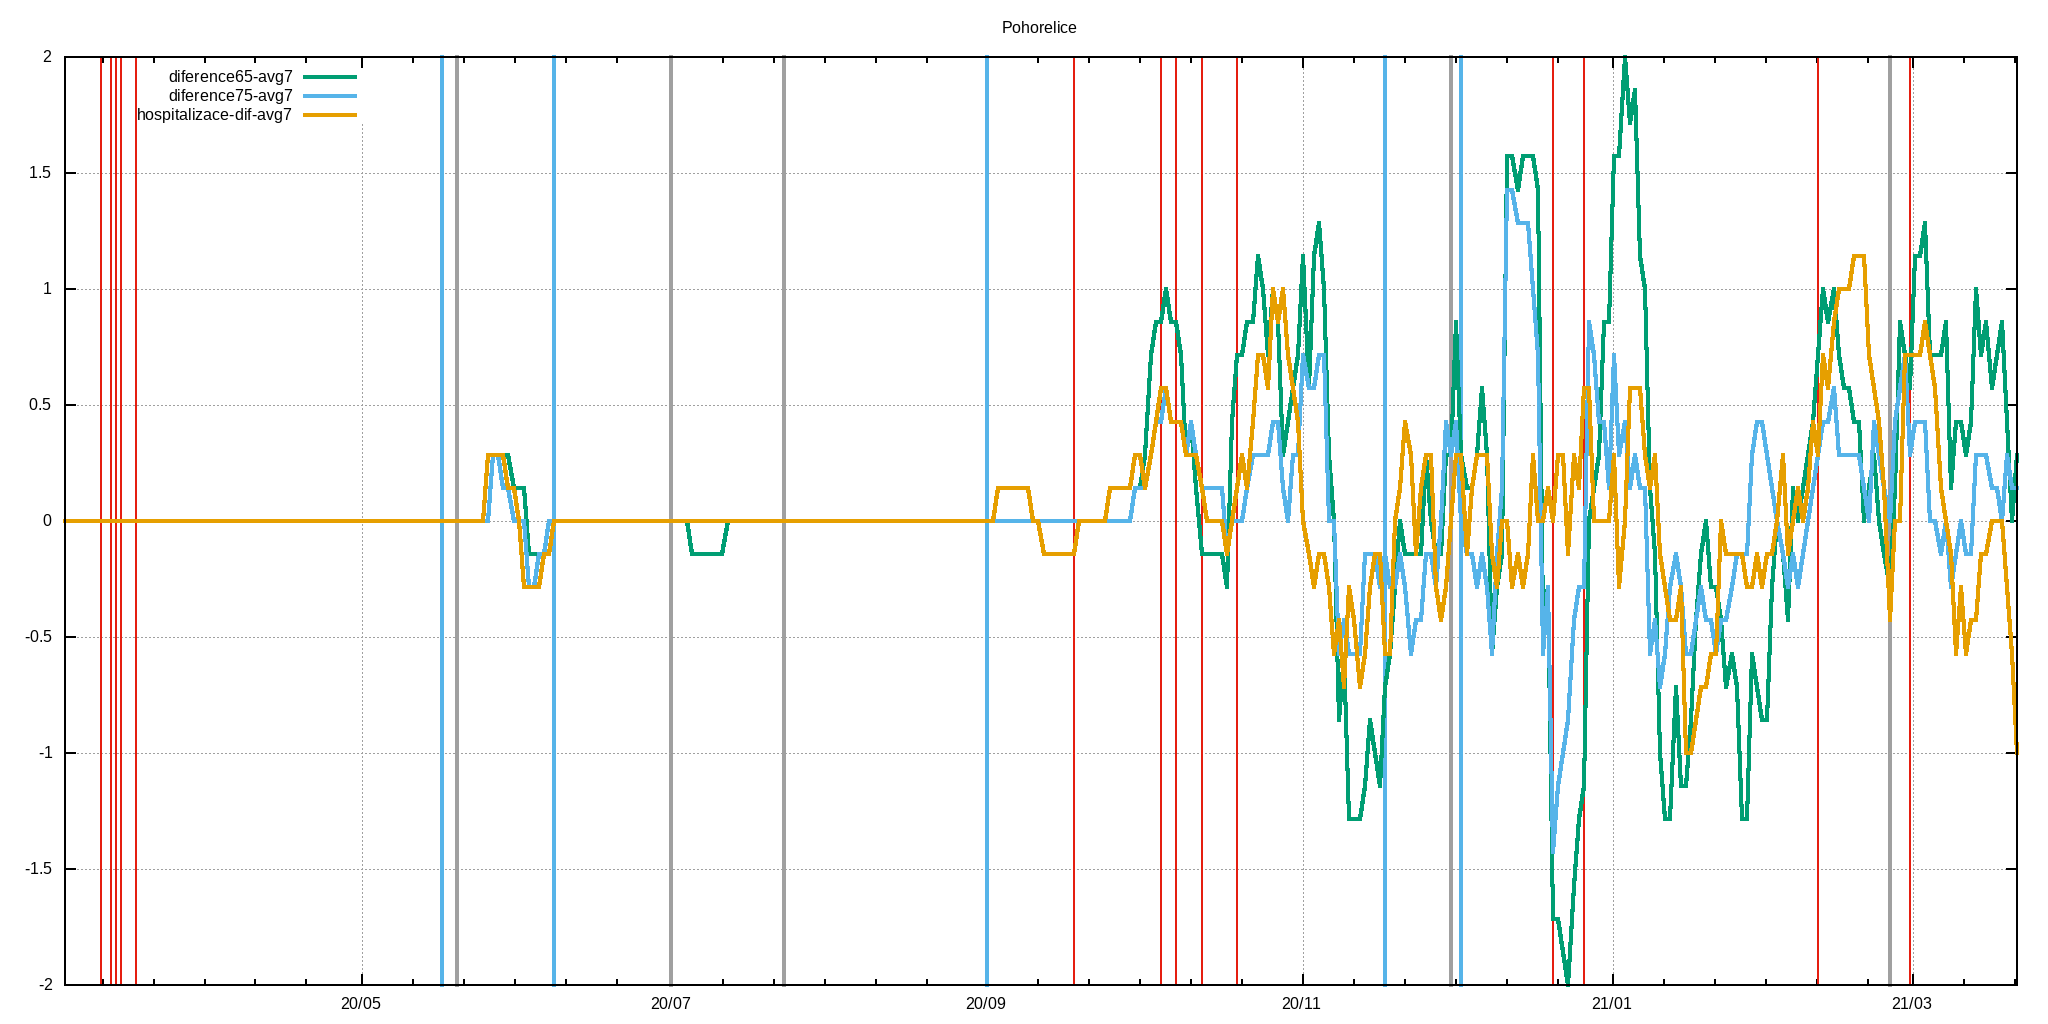 Pohorelice
diference65-avg7
diference75-avg7
hospitalizace-dif-avg7
2
1.5
1
0.5
0
-0.5
-1
-1.5
-2
20/05 20/07 20/09 20/11 21/01 21/03